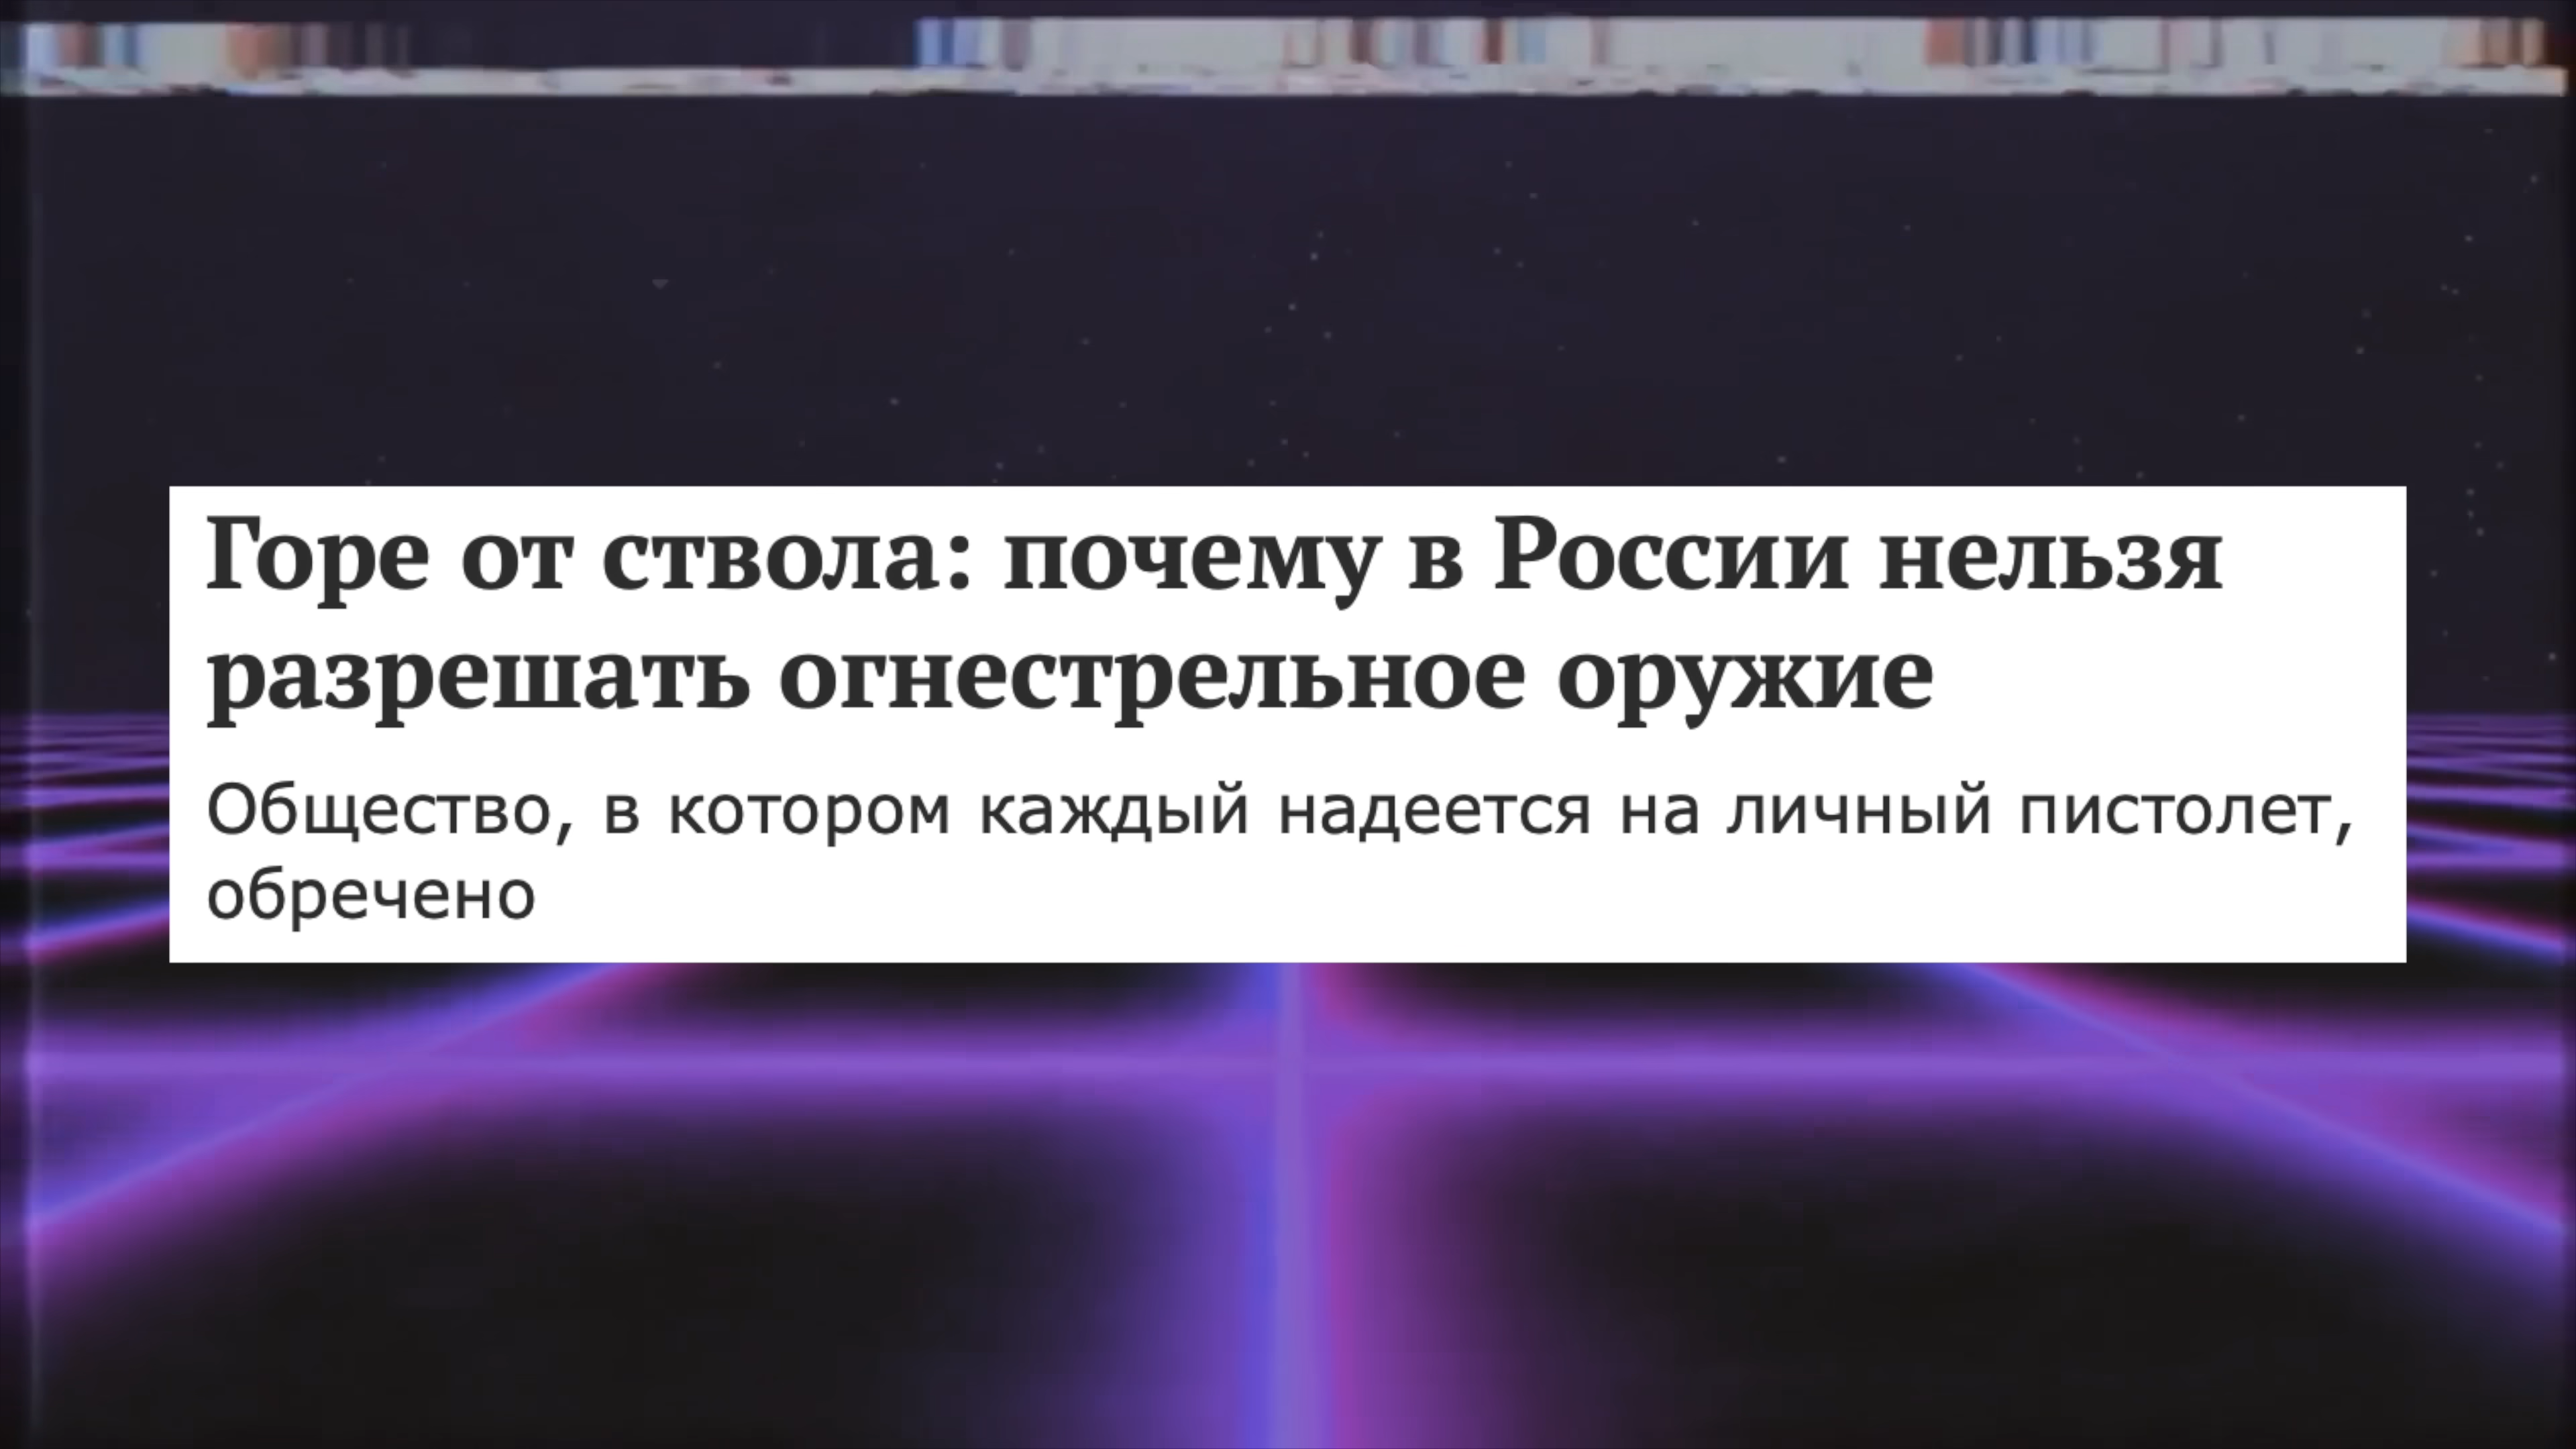 Горе от ствола: почему в России нельзя
разрешать огнестрельное оружие
Общество, в котором каждый надеется на личный пистолет,
обречено